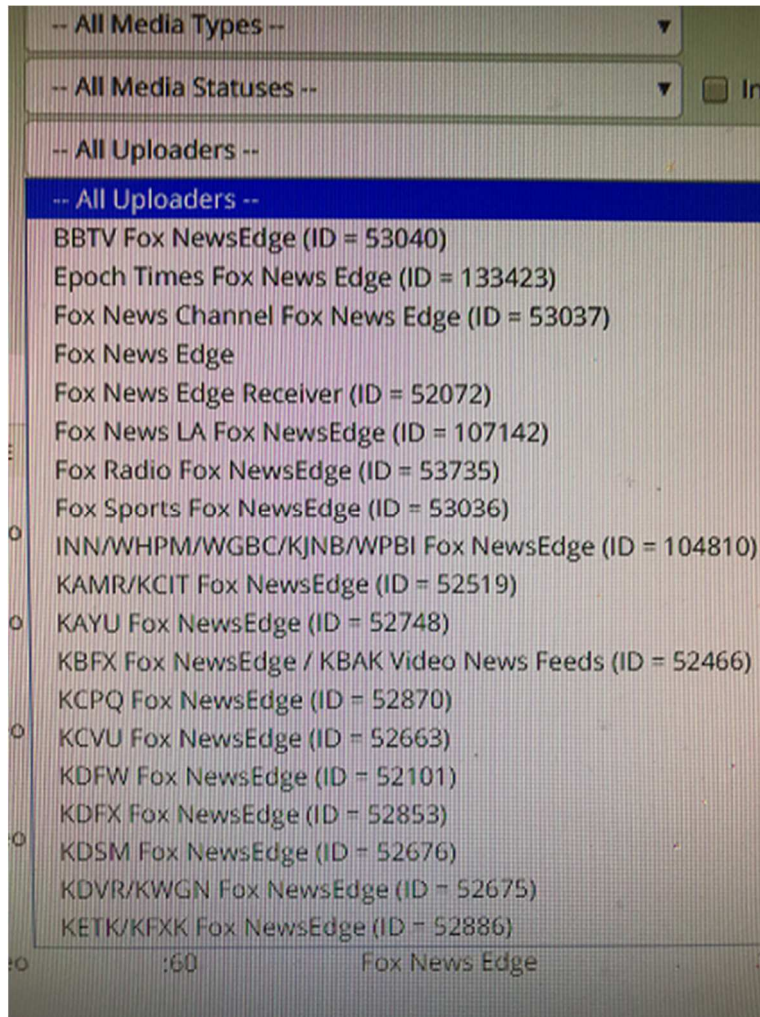 -- All Media Types --
-- All Media Statuses --
In
-- All Uploaders --
-- All Uploaders --
BBTV Fox NewsEdge (ID = 53040)
Epoch Times Fox News Edge (ID = 133423)
Fox News Channel Fox News Edge (ID = 53037)
Fox News Edge
Fox News Edge Receiver (ID = 52072)
Fox News LA Fox NewsEdge (ID = 107142)
Fox Radio Fox NewsEdge (ID = 53735)
Fox Sports Fox NewsEdge (ID = 53036)
INN/WHPM/WGBC/KJNB/WPBI Fox NewsEdge (ID = 104810)
KAMR/KCIT Fox NewsEdge (ID = 52519)
KAYU Fox NewsEdge (ID = 52748)
KBFX Fox NewsEdge / KBAK Video News Feeds (ID = 52466)
KCPQ Fox NewsEdge (ID = 52870)
KCVU Fox NewsEdge (ID = 52663)
KDFW Fox NewsEdge (ID = 52101)
KDFX Fox NewsEdge (ID = 52853)
KDSM Fox NewsEdge (ID = 52676)
KDVR/KWGN Fox NewsEdge (ID = 52675)
KETK/KFXK Fox NewsEdge (ID = 52886)
eo :60 Fox News Edge